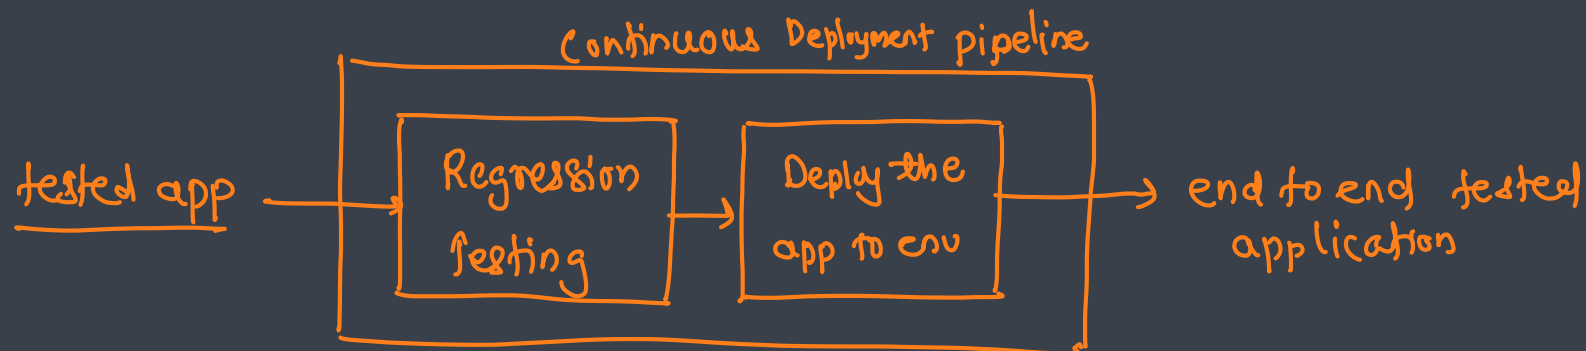 Continuous Deployment pipeline
tested app
Regression
Testing
Deploy the
app to env
end to end tested
application